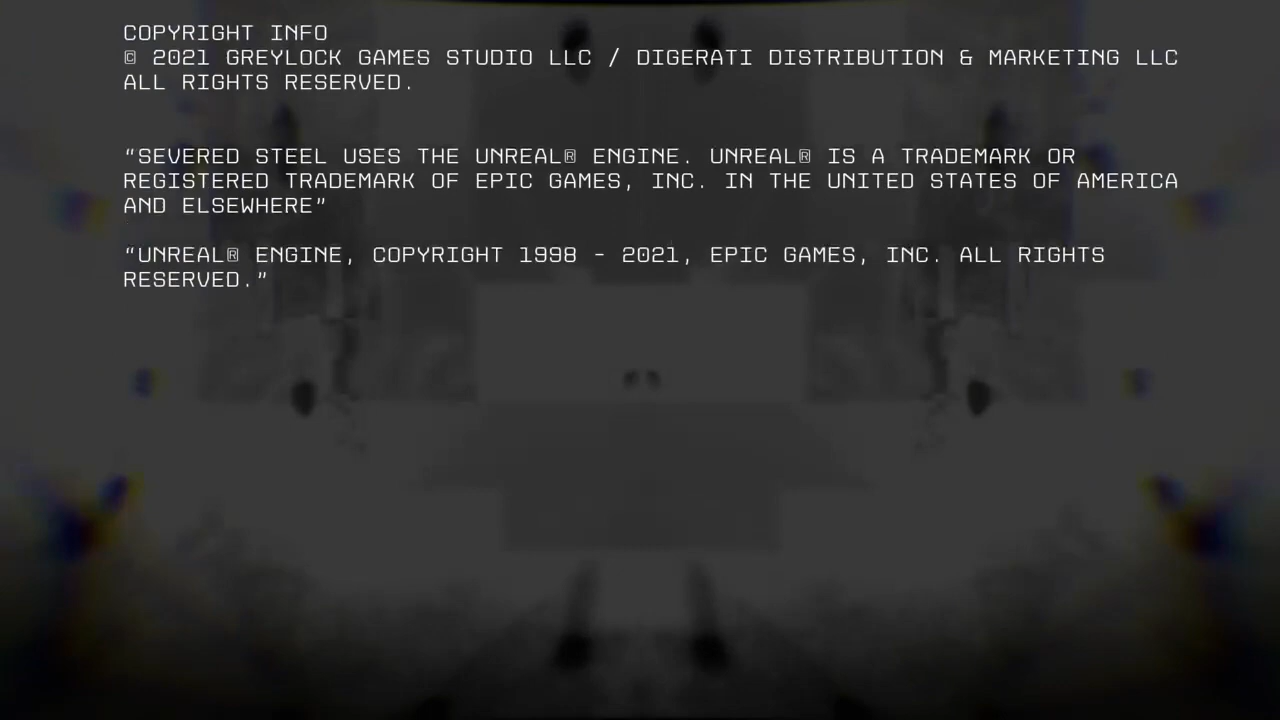 COPYRIGHT INFO
© 2021 GREYLOCK GAMES STUDIO LLC / DIGERATI DISTRIBUTION & MARKETING LLC
ALL RIGHTS RESERVED.
“SEVERED STEEL USES THE UNREAL® ENGINE. UNREAL® IS A TRADEMARK OR
REGISTERED TRADEMARK OF EPIC GAMES, INC. IN THE UNITED STATES OF AMERICA
AND ELSEWHERE”
“UNREAL® ENGINE, COPYRIGHT 1998 - 2021, EPIC GAMES, INC. ALL RIGHTS
RESERVED.”